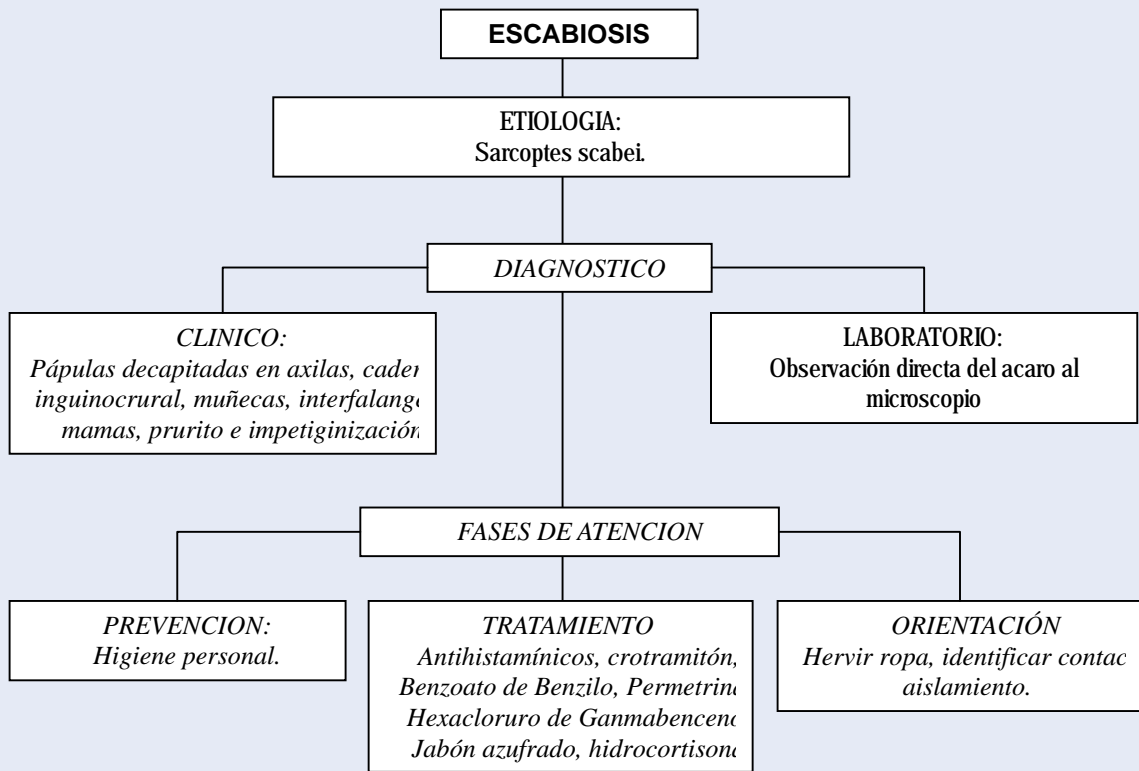 ESCABIOSIS
ETIOLOGIA:
Sarcoptes scabei.
DIAGNOSTICO
CLINICO:
Pápulas decapitadas en axilas,
inguinocrural, muñecas,
mamas, prurito e impetiginización
LABORATORIO:
Observación directa del acaro al
microscopio
FASES DE ATENCION
PREVENCION:
Higiene personal.
TRATAMIENTO
Antihistamínicos, crotramitón,
Benzoato de Benzilo,
Hexacloruro de
Jabón azufrado,
ORIENTACIÓN
Hervir ropa, identificar
aislamiento.